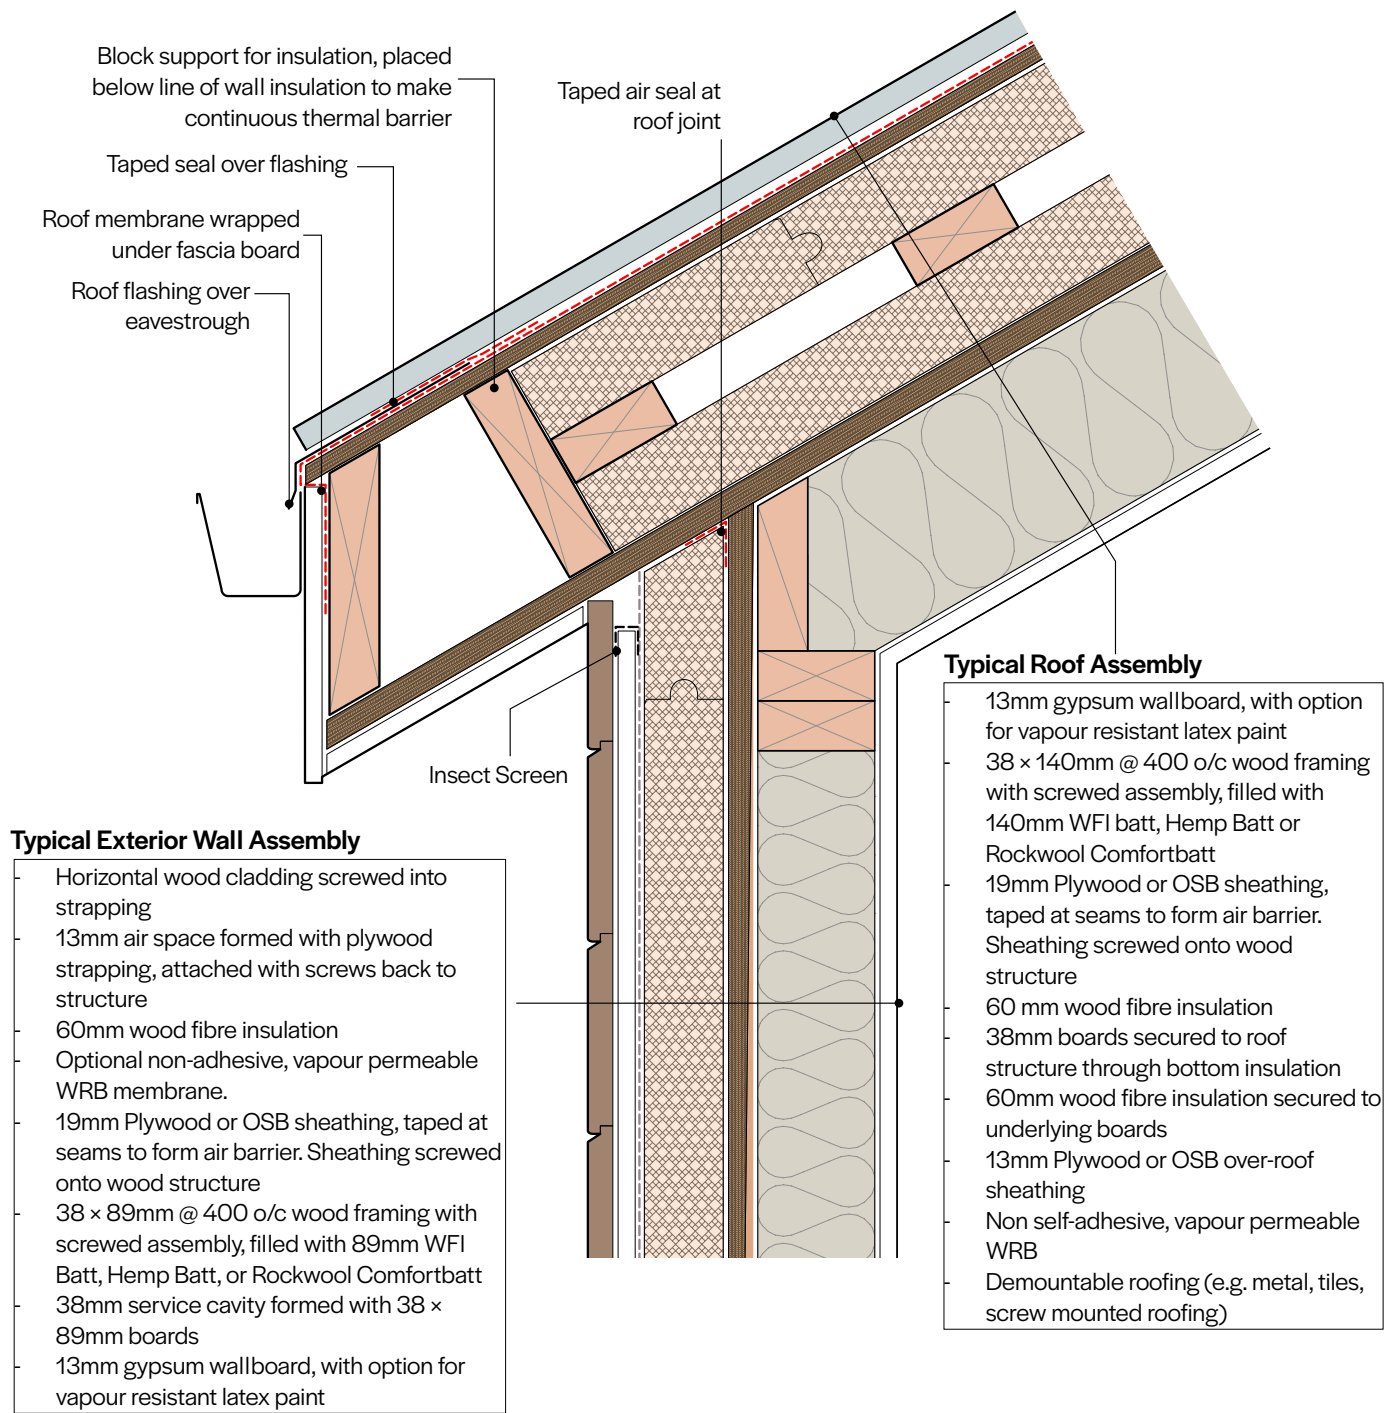 Block support for insulation, placed
below line of wall insulation to make
continuous thermal barrier
Taped seal over flashing
Roof membrane wrapped
under fascia board
Roof flashing over
eavestrough
Taped air seal at
roof joint
Insect Screen
Typical Exterior Wall Assembly
- Horizontal wood cladding screwed into
strapping
- 13mm air space formed with plywood
strapping, attached with screws back to
structure
- 60mm wood fibre insulation
- Optional non-adhesive, vapour permeable
WRB membrane.
- 19mm Plywood or OSB sheathing, taped at
seams to form air barrier. Sheathing screwed
onto wood structure
- 38 × 89mm @ 400 o/c wood framing with
screwed assembly, filled with 89mm WFI
Batt, Hemp Batt, or Rockwool Comfortbatt
- 38mm service cavity formed with 38 ×
89mm boards
- 13mm gypsum wallboard, with option for
vapour resistant latex paint
Typical Roof Assembly
- 13mm gypsum wallboard, with option
for vapour resistant latex paint
- 38 × 140mm @ 400 o/c wood framing
with screwed assembly, filled with
140mm WFI batt, Hemp Batt or
Rockwool Comfortbatt
- 19mm Plywood or OSB sheathing,
taped at seams to form air barrier.
Sheathing screwed onto wood
structure
- 60 mm wood fibre insulation
- 38mm boards secured to roof
structure through bottom insulation
- 60mm wood fibre insulation secured to
underlying boards
- 13mm Plywood or OSB over-roof
sheathing
- Non self-adhesive, vapour permeable
WRB
- Demountable roofing (e.g. metal, tiles,
screw mounted roofing)